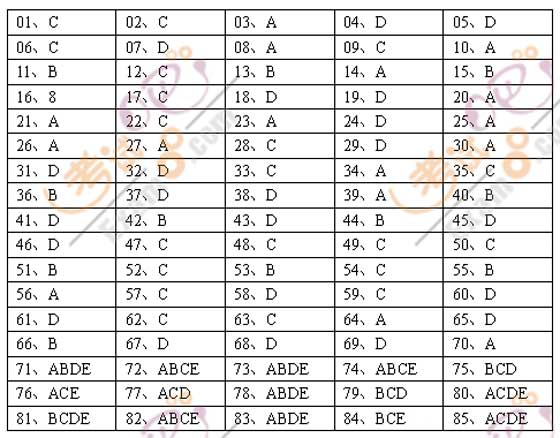 01、C 02、C 03、A 04、D 05、D
06、C 07、D 08、A 09、C 10、A
11、B 12、C 13、B 14、A 15、B
16、8 17、C 18、D 19、D 20、A
21、A 22、C 23、A 24、D 25、A
26、A 27、A 28、C 29、D 30、A
31、D 32、D 33、C 34、A 35、C
36、B 37、D 38、D 39、A 40、B
41、D 42、B 43、D 44、B 45、D
46、D 47、C 48、C 49、C 50、C
51、B 52、C 53、B 54、C 55、B
56、A 57、C 58、D 59、C 60、D
61、D 62、C 63、C 64、A 65、D
66、B 67、D 68、D 69、D 70、A
71、ABDE 72、ABCE 73、ABDE 74、ABCE 75、BCD
76、ACE 77、ACD 78、ABDE 79、BCD 80、ACDE
81、BCDE 82、ABCE 83、ABDE 84、BCE 85、ACDE